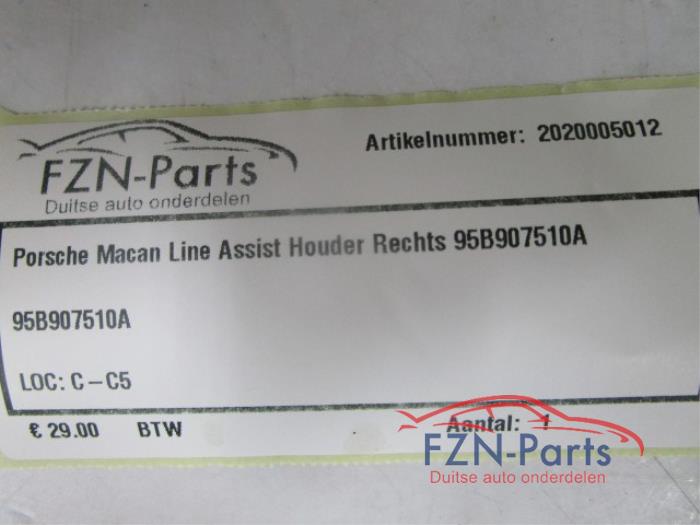 FZN-Parts
Duitse auto onderdelen
Artikelnummer: 2020005012
Porsche Macan Line Assist Houder Rechts 95B907510A
95B907510A
LOC: C-C5
€ 29.00 BTW Aantal: 1
FZN-Parts
Duitse auto onderdelen